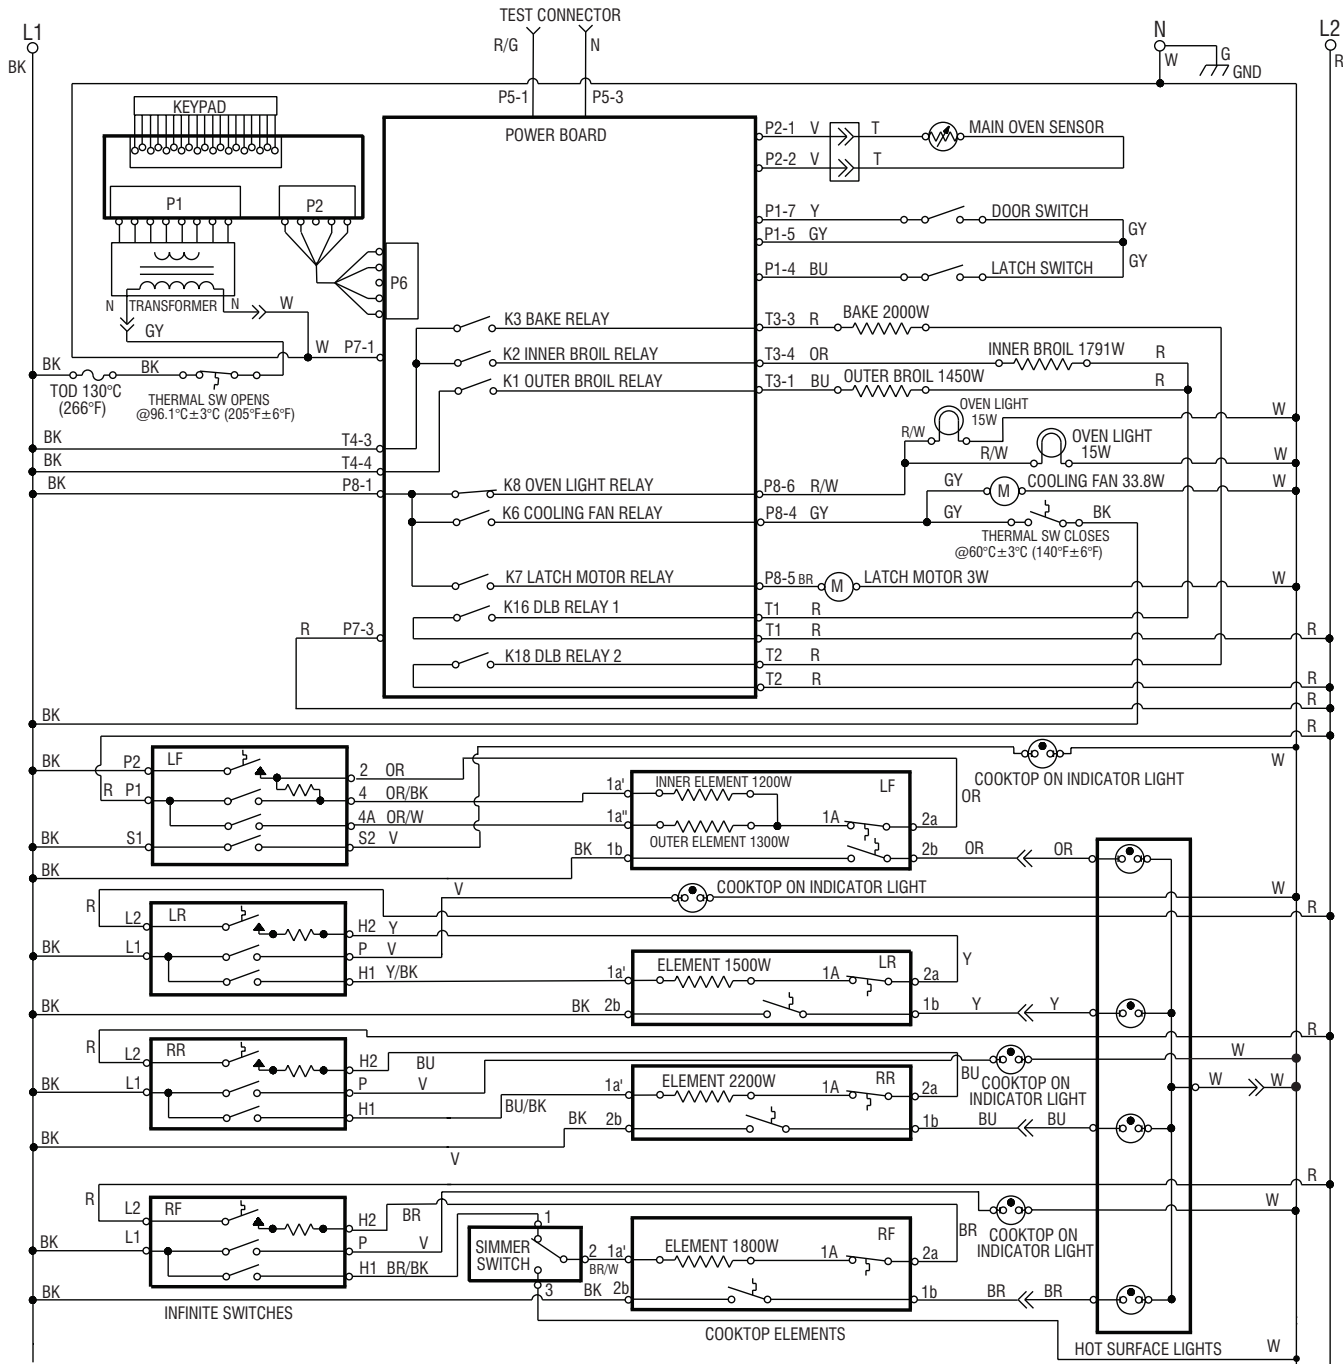 TEST CONNECTOR
L1
N
L2
R/G
N
W
G
GND
BK
R
P5-1
P5-3
KEYPAD
POWER BOARD
P2-1 V
T
MAIN OVEN SENSOR
P2-2 V
T
P1
P2
P1-7 Y
DOOR SWITCH
P1-5 GY
GY
P1-4 BU
LATCH SWITCH
GY
P6
N
TRANSFORMER
N
W
GY
K3 BAKE RELAY
T3-3 R
BAKE 2000W
W
P7-1
K2 INNER BROIL RELAY
T3-4 OR
INNER BROIL 1791W
R
BK
BK
TOD 130°C
(266°F)
THERMAL SW OPENS
@96.1°C±3°C (205°F±6°F)
K1 OUTER BROIL RELAY
T3-1 BU
OUTER BROIL 1450W
R
OVEN LIGHT
15W
W
BK
T4-3
R/W
OVEN LIGHT
15W
R/W
W
BK
T4-4
BK
P8-1
K8 OVEN LIGHT RELAY
P8-6 R/W
GY
M
COOLING FAN 33.8W
W
K6 COOLING FAN RELAY
P8-4 GY
GY
BK
THERMAL SW CLOSES
@60°C±3°C (140°F±6°F)
K7 LATCH MOTOR RELAY
P8-5 BR
M
LATCH MOTOR 3W
W
K16 DLB RELAY 1
T1 R
R
P7-3
T1 R
R
K18 DLB RELAY 2
T2 R
T2 R
R
R
BK
R
BK
P2
LF
2 OR
COOKTOP ON INDICATOR LIGHT
W
R
P1
4 OR/BK
1a'
INNER ELEMENT 1200W
LF
OR
4A OR/W
1a"
OUTER ELEMENT 1300W
1A
2a
BK
S1
S2 V
BK
1b
2b
OR
OR
BK
V
COOKTOP ON INDICATOR LIGHT
W
R
L2
LR
H2 Y
R
BK
L1
P V
H1 Y/BK
1a'
ELEMENT 1500W
1A
LR
2a
Y
BK
BK 2b
1b
Y
Y
R
R
L2
RR
H2
BU
W
BK
L1
P
V
1a'
ELEMENT 2200W
1A
RR
2a
BU
COOKTOP ON
INDICATOR LIGHT
W
W
H1
BU/BK
BK
2b
1b
BU
BU
BK
V
R
R
L2
RF
H2
BR
W
BK
L1
P
V
1
SIMMER
SWITCH
2
BR/W
1a'
ELEMENT 1800W
1A
RF
2a
BR
COOKTOP ON
INDICATOR LIGHT
H1 BR/BK
3
BK
2b
1b
BR
BR
BK
INFINITE SWITCHES
COOKTOP ELEMENTS
HOT SURFACE LIGHTS
W